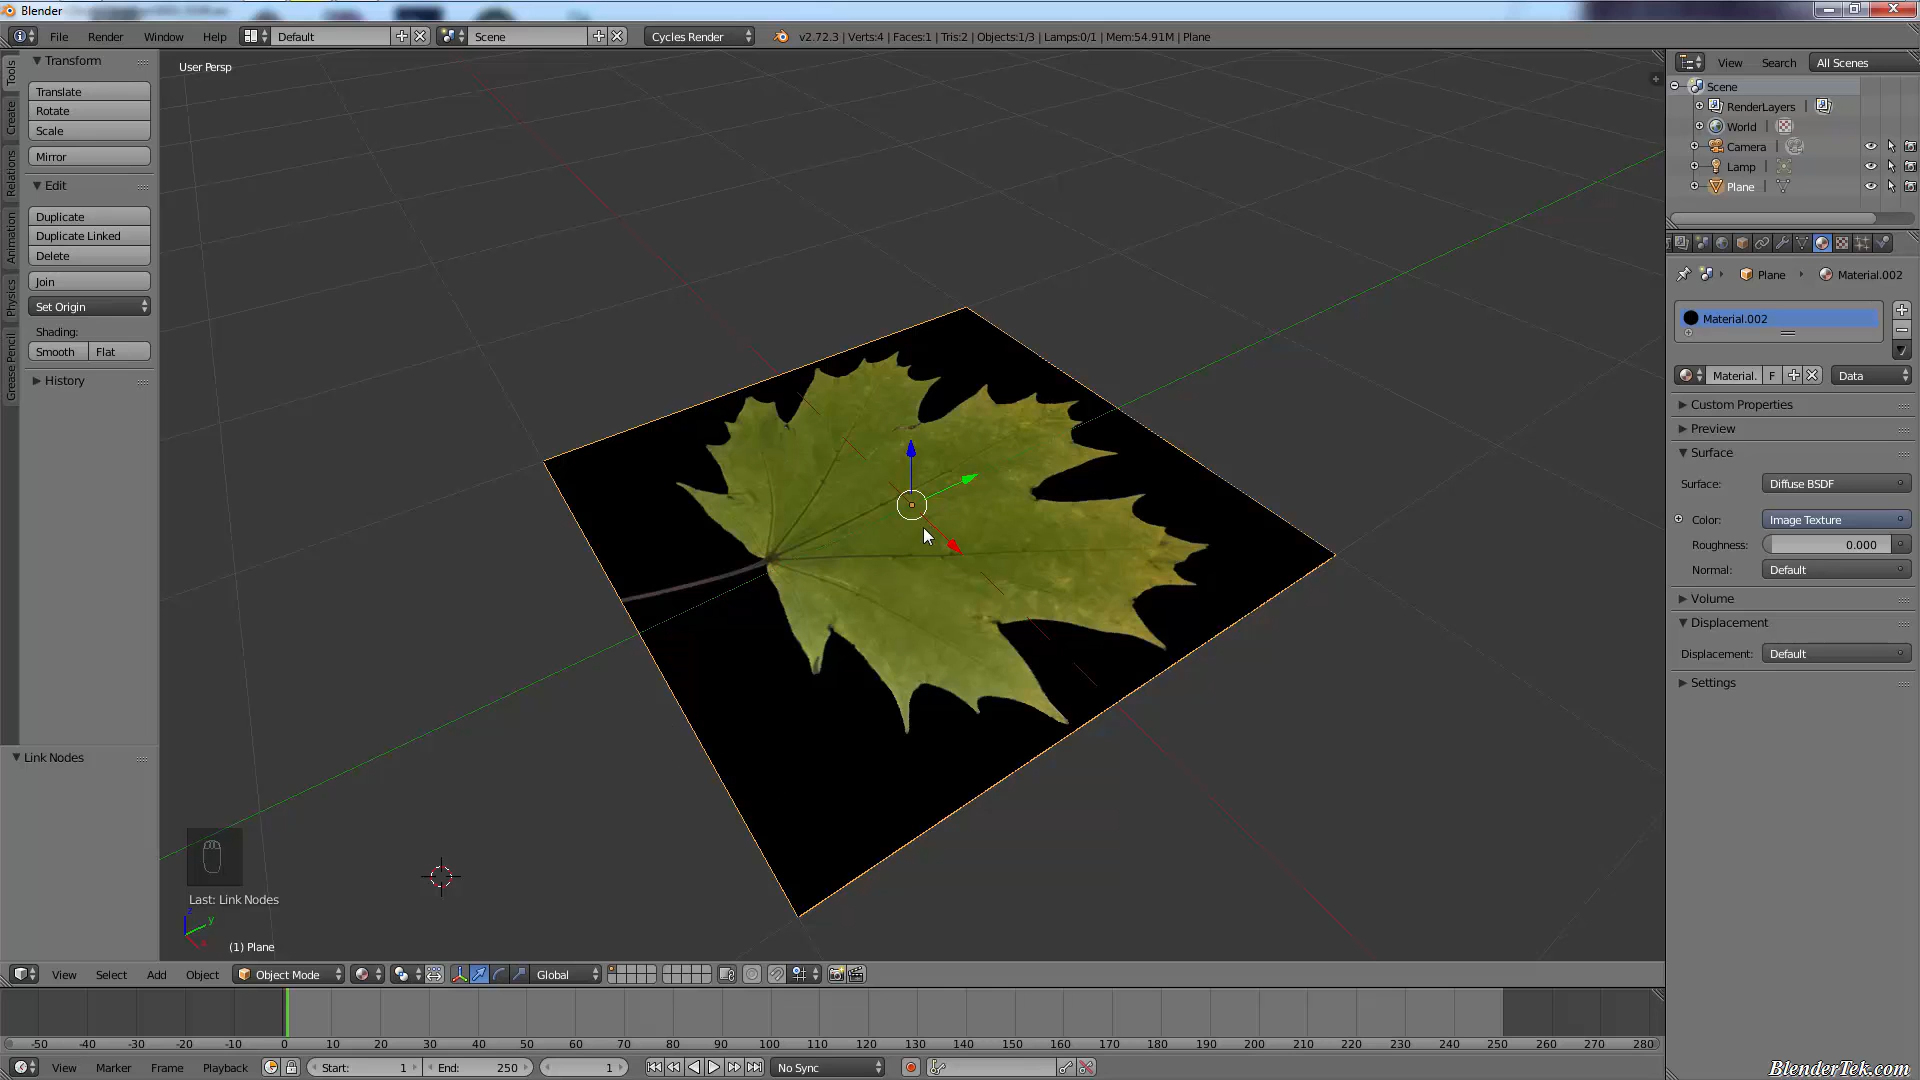 Blender
File Render Window Help Default Scene Cycles Render v2.72.3 | Verts:4 | Faces:1 | Tris:2 | Objects:1/3 | Lamps:0/1 | Mem:54.91M | Plane
Tools
Create
Relations
Animation
Physics
Grease Pencil
Transform
Translate
Rotate
Scale
Mirror
Edit
Duplicate
Duplicate Linked
Delete
Join
Set Origin
Shading:
Smooth Flat
History
Link Nodes
User Persp
Last: Link Nodes
z
y
x
(1) Plane
View Search All Scenes
Scene
RenderLayers |
World |
Camera |
Lamp |
Plane |
Plane Material.002
Material.002
Material. F Data
Custom Properties
Preview
Surface
Surface: Diffuse BSDF
Color: Image Texture
Roughness: 0.000
Normal: Default
Volume
Displacement
Displacement: Default
Settings
View Select Add Object Object Mode Global
-50 -40 -30 -20 -10 0 10 20 30 40 50 60 70 80 90 100 110 120 130 140 150 160 170 180 190 200 210 220 230 240 250 260 270 280
View Marker Frame Playback Start: 1 End: 250 1 No Sync
BlenderTek.com